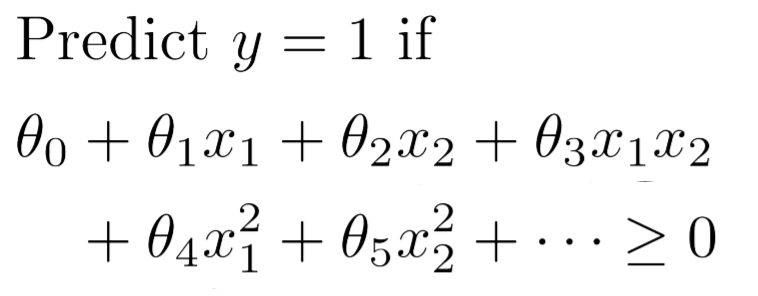 Predict y = 1 if
θ₀ + θ₁x₁ + θ₂x₂ + θ₃x₁x₂
+ θ₄x₁² + θ₅x₂² + ⋯ ≥ 0